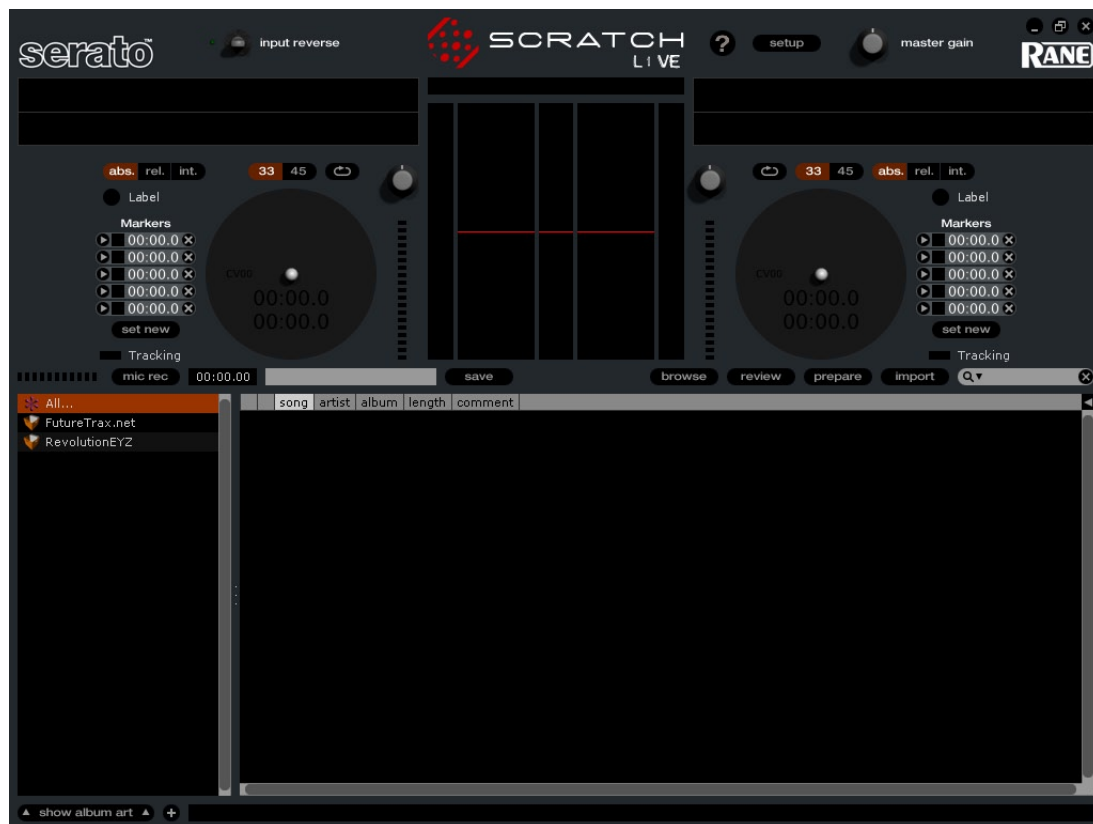 serato™
input reverse
SCRATCH
L1VE
?
setup
master gain
RANE
abs. rel. int.
33 45
33 45
abs. rel. int.
Label
Label
Markers
Markers
00:00.0
00:00.0
00:00.0
00:00.0
00:00.0
00:00.0
00:00.0
00:00.0
00:00.0
00:00.0
CV00
00:00.0
00:00.0
CV00
00:00.0
00:00.0
set new
set new
Tracking
Tracking
mic rec 00:00.00 save browse review prepare import
All...
song artist album length comment
FutureTrax.net
RevolutionEYZ
show album art